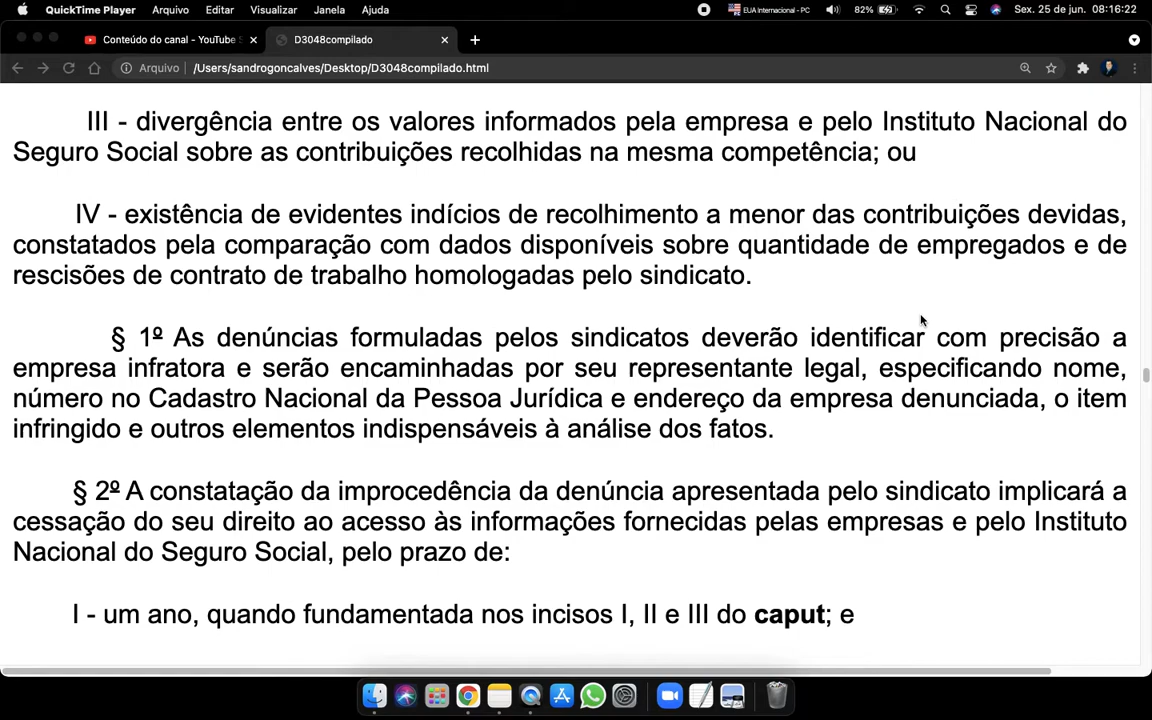 QuickTime Player Arquivo Editar Visualizar Janela Ajuda EUA Internacional - PC 82% Sex. 25 de jun. 08:16:22
Conteúdo do canal - YouTube S D3048compilado
Arquivo /Users/sandrogoncalves/Desktop/D3048compilado.html
III - divergência entre os valores informados pela empresa e pelo Instituto Nacional do
Seguro Social sobre as contribuições recolhidas na mesma competência; ou
IV - existência de evidentes indícios de recolhimento a menor das contribuições devidas,
constatados pela comparação com dados disponíveis sobre quantidade de empregados e de
rescisões de contrato de trabalho homologadas pelo sindicato.
§ 1º As denúncias formuladas pelos sindicatos deverão identificar com precisão a
empresa infratora e serão encaminhadas por seu representante legal, especificando nome,
número no Cadastro Nacional da Pessoa Jurídica e endereço da empresa denunciada, o item
infringido e outros elementos indispensáveis à análise dos fatos.
§ 2º A constatação da improcedência da denúncia apresentada pelo sindicato implicará a
cessação do seu direito ao acesso às informações fornecidas pelas empresas e pelo Instituto
Nacional do Seguro Social, pelo prazo de:
I - um ano, quando fundamentada nos incisos I, II e III do caput; e